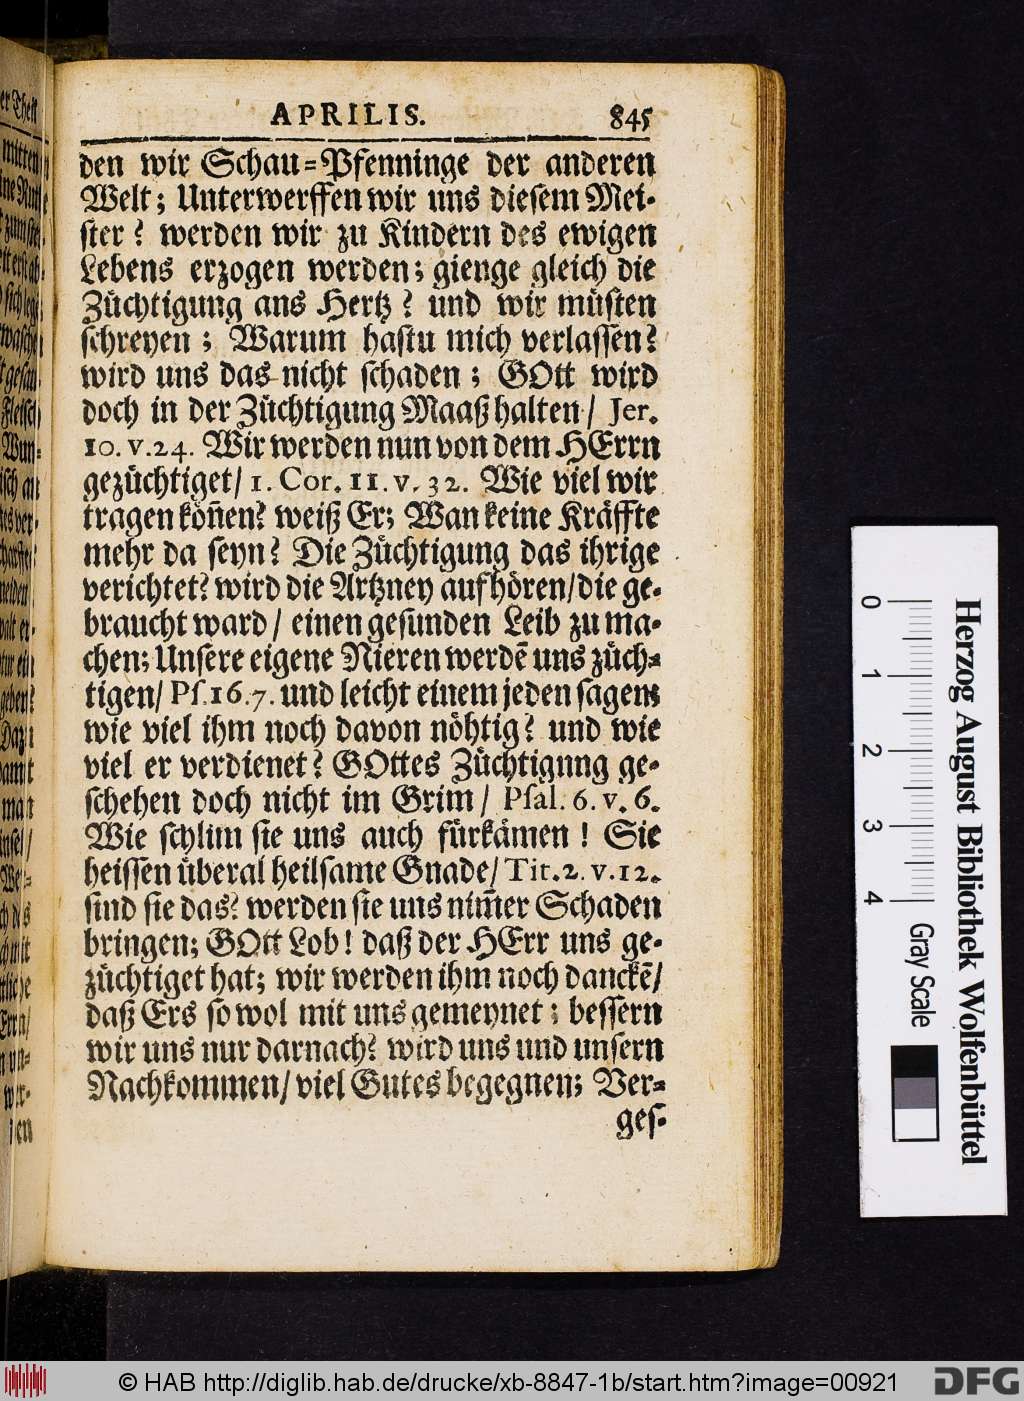 APRILIS. 845
den wir Schau=Pfenninge der anderen
Welt; Unterwerffen wir uns diesem Mei-
ster? werden wir zu Kindern des ewigen
Lebens erzogen werden; gienge gleich die
Züchtigung ans Hertz? und wir müsten
schreyen; Warum hastu mich verlassen?
wird uns das nicht schaden; GOtt wird
doch in der Züchtigung Maaß halten/ Jer.
10. v.24. Wir werden nun von dem HErrn
gezüchtiget/ 1. Cor. 11. v. 32. Wie viel wir
tragen kön̄en? weiß Er; Wan keine Kräffte
mehr da seyn? Die Züchtigung das ihrige
verichtet? wird die Artzney aufhören/die ge-
braucht ward/ einen gesunden Leib zu ma-
chen; Unsere eigene Nieren werdē uns züch=
tigen/ Ps.16.7. und leicht einem jeden sagen;
wie viel ihm noch davon nöhtig? und wie
viel er verdienet? GOttes Züchtigung ge-
schehen doch nicht im Grim/ Psal. 6. v. 6.
Wie schlim sie uns auch fürkämen! Sie
heissen überal heilsame Gnade/ Tit.2. v.12.
sind sie das? werden sie uns nim̄er Schaden
bringen; GOtt Lob! daß der HErr uns ge-
züchtiget hat; wir werden ihm noch danckē/
daß Ers so wol mit uns gemeynet; bessern
wir uns nur darnach? wird uns und unsern
Nachkommen/ viel Gutes begegnen; Ver=
ges-
0 1 2 3 4
Gray Scale
Herzog August Bibliothek Wolfenbüttel
© HAB http://diglib.hab.de/drucke/xb-8847-1b/start.htm?image=00921
DFG